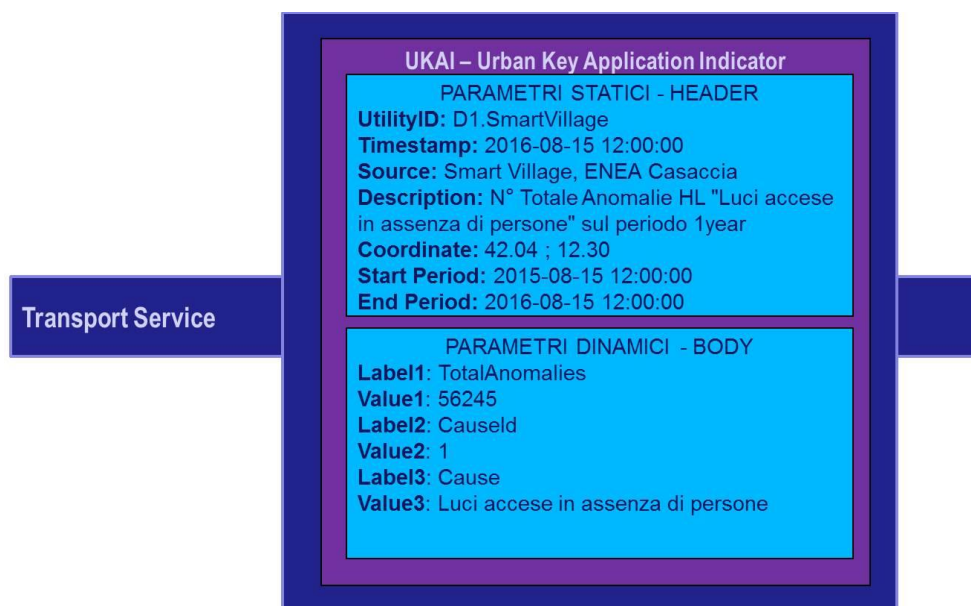 UKAI – Urban Key Application Indicator
PARAMETRI STATICI - HEADER
UtilityID: D1.SmartVillage
Timestamp: 2016-08-15 12:00:00
Source: Smart Village, ENEA Casaccia
Description: N° Totale Anomalie HL "Luci accese
in assenza di persone" sul periodo 1year
Coordinate: 42.04 ; 12.30
Start Period: 2015-08-15 12:00:00
End Period: 2016-08-15 12:00:00
Transport Service
PARAMETRI DINAMICI - BODY
Label1: TotalAnomalies
Value1: 56245
Label2: CauseId
Value2: 1
Label3: Cause
Value3: Luci accese in assenza di persone